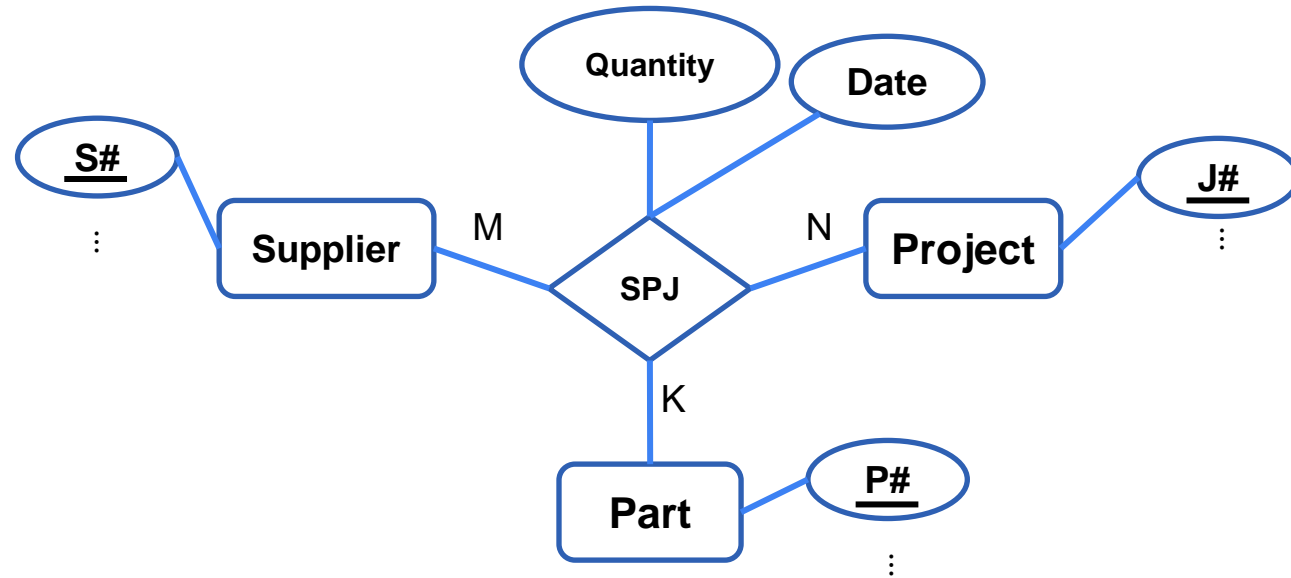 Quantity
Date
S#
J#
⋮
Supplier
M
N
Project
⋮
SPJ
K
Part
P#
⋮